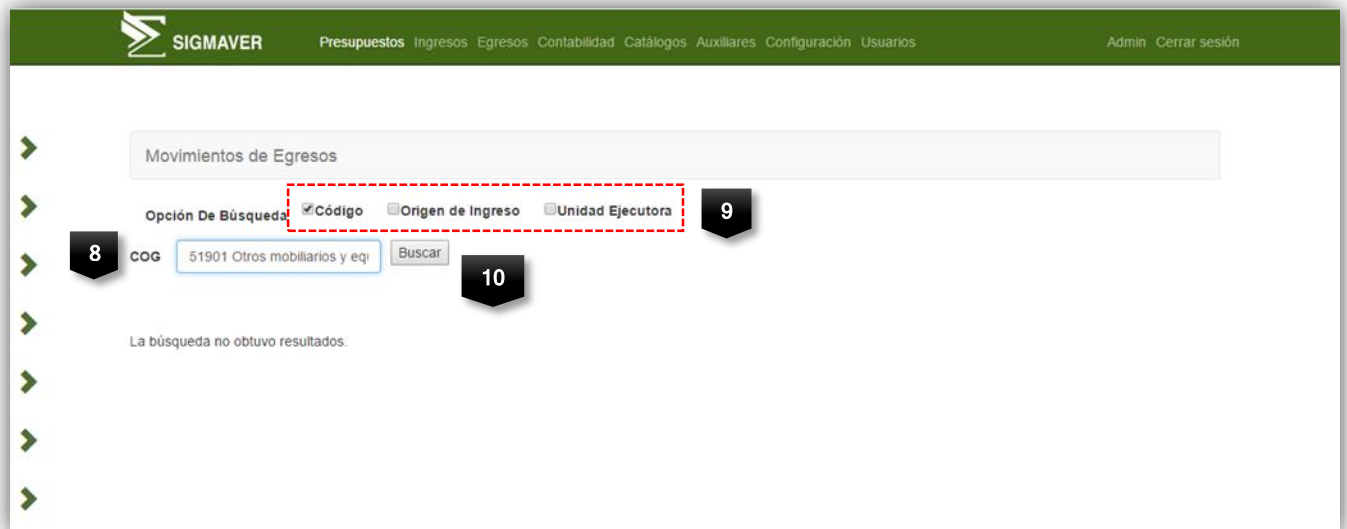 SIGMAVER Presupuestos Ingresos Egresos Contabilidad Catálogos Auxiliares Configuración Usuarios Admin Cerrar sesión
Movimientos de Egresos
Opción De Búsqueda Código Origen de Ingreso Unidad Ejecutora 9
8 COG 51901 Otros mobiliarios y equ Buscar
10
La búsqueda no obtuvo resultados.